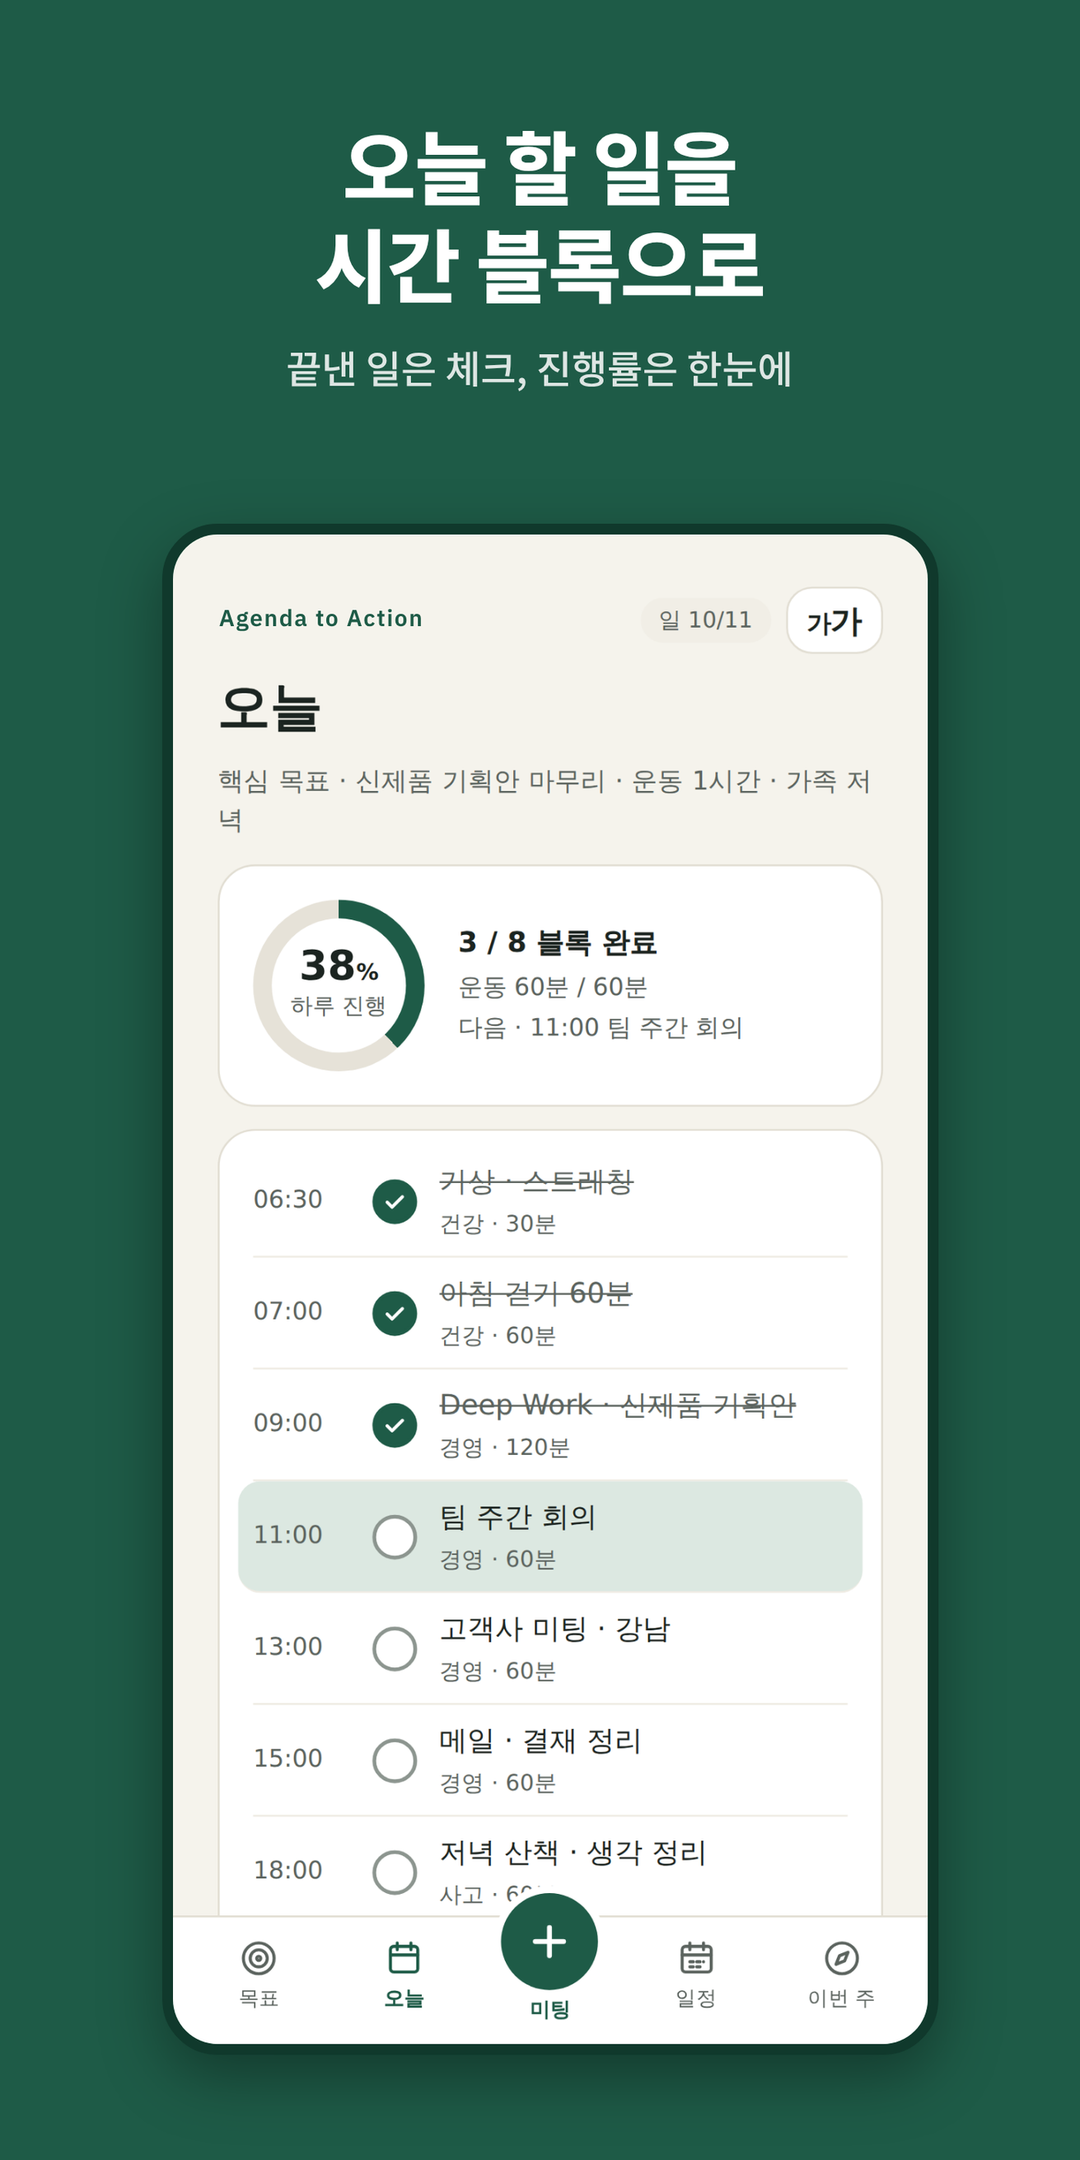 오늘 할 일을
시간 블록으로
끝낸 일은 체크, 진행률은 한눈에
Agenda to Action
일 10/11
가가
오늘
핵심 목표 · 신제품 기획안 마무리 · 운동 1시간 · 가족 저
녁
38%
하루 진행
3 / 8 블록 완료
운동 60분 / 60분
다음 · 11:00 팀 주간 회의
06:30
기상 · 스트레칭
건강 · 30분
07:00
아침 걷기 60분
건강 · 60분
09:00
Deep Work · 신제품 기획안
경영 · 120분
11:00
팀 주간 회의
경영 · 60분
13:00
고객사 미팅 · 강남
경영 · 60분
15:00
메일 · 결재 정리
경영 · 60분
18:00
저녁 산책 · 생각 정리
사고 ·
목표
오늘
미팅
일정
이번 주